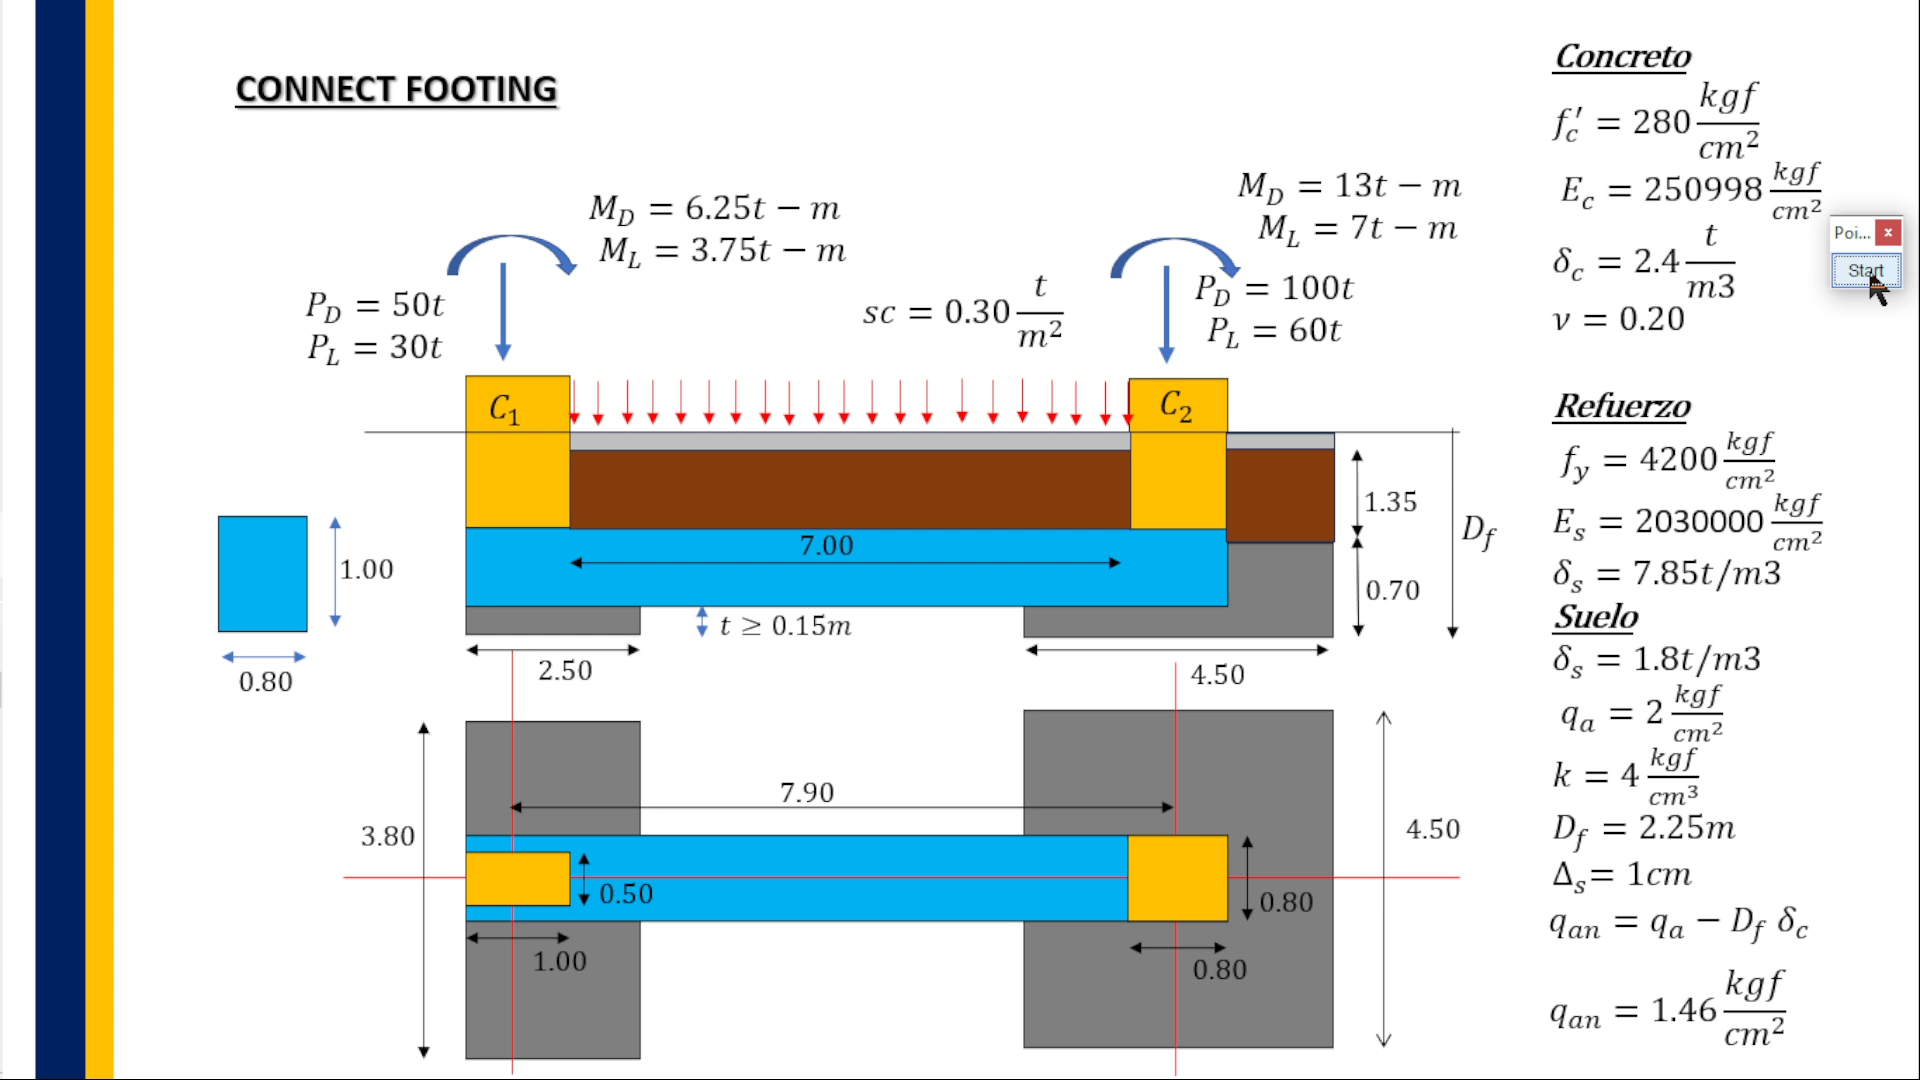 CONNECT FOOTING
M_D = 6.25t − m
M_L = 3.75t − m
P_D = 50t
P_L = 30t
sc = 0.30 t/m²
M_D = 13t − m
M_L = 7t − m
P_D = 100t
P_L = 60t
C₁
C₂
1.35
D_f
7.00
1.00
0.70
t ≥ 0.15m
0.80
2.50
4.50
7.90
3.80
4.50
0.50
0.80
1.00
0.80
Concreto
f'_c = 280 kgf/cm²
E_c = 250998 kgf/cm²
δ_c = 2.4 t/m3
ν = 0.20
Refuerzo
f_y = 4200 kgf/cm²
E_s = 2030000 kgf/cm²
δ_s = 7.85t/m3
Suelo
δ_s = 1.8t/m3
q_a = 2 kgf/cm²
k = 4 kgf/cm³
D_f = 2.25m
Δ_s= 1cm
q_an = q_a − D_f δ_c
q_an = 1.46 kgf/cm²
Poi... x
Start